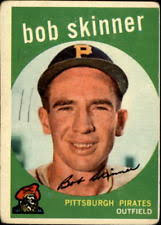 bob skinner
P
Bob Skinner
PITTSBURGH PIRATES
OUTFIELD